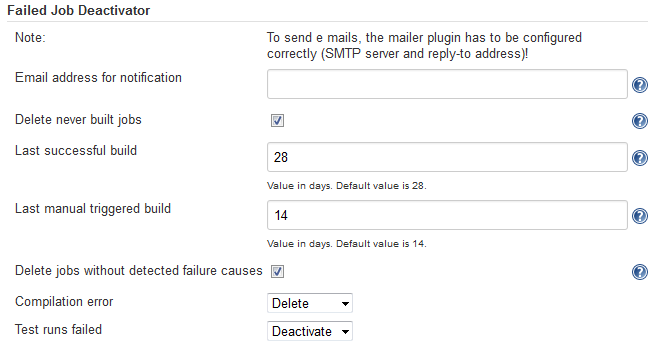 Failed Job Deactivator
Note:
To send e mails, the mailer plugin has to be configured
correctly (SMTP server and reply-to address)!
Email address for notification
?
Delete never built jobs
?
Last successful build
28
?
Value in days. Default value is 28.
Last manual triggered build
14
?
Value in days. Default value is 14.
Delete jobs without detected failure causes
?
Compilation error
Delete
Test runs failed
Deactivate